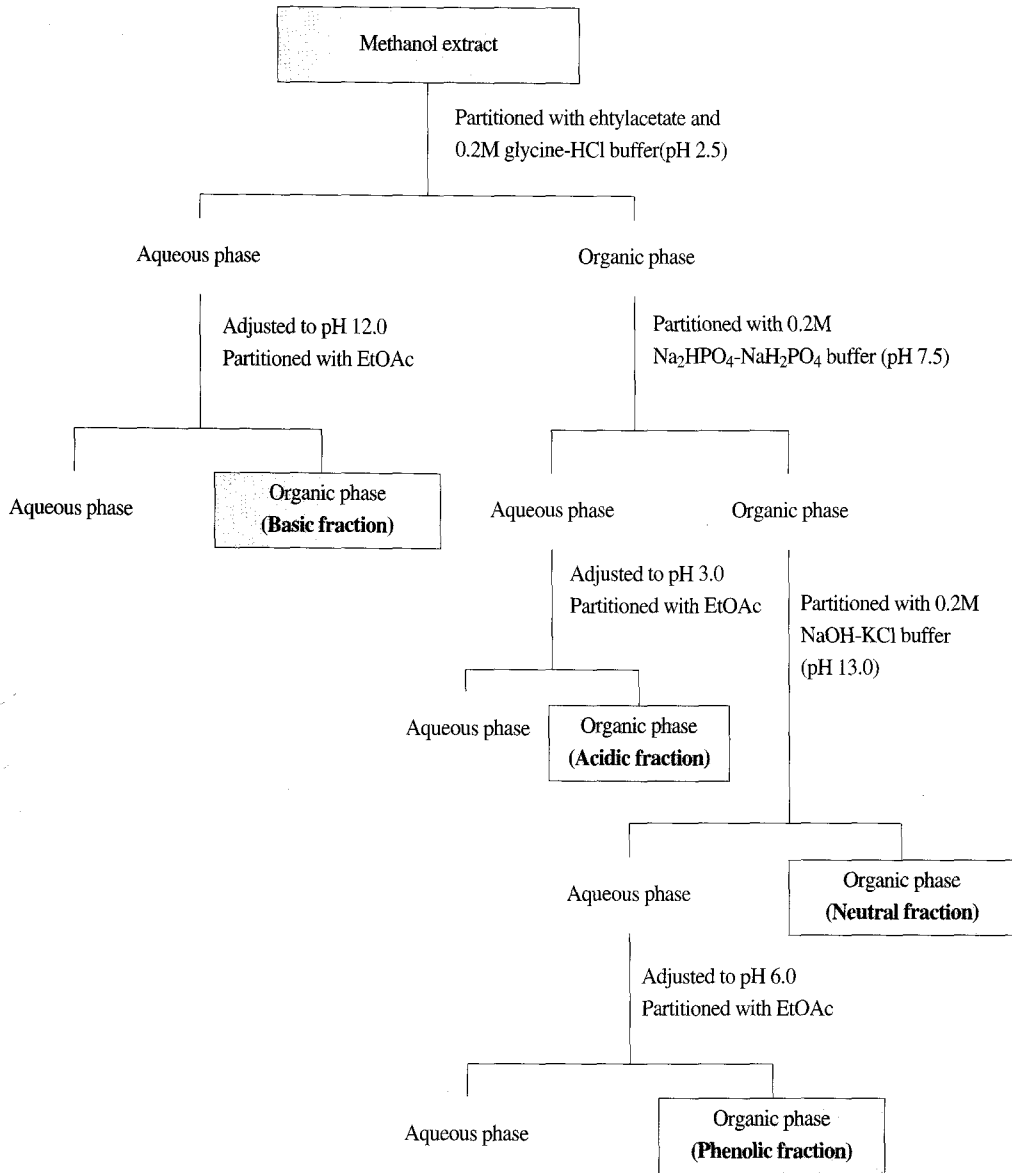 Methanol extract
Partitioned with ehtylacetate and
0.2M glycine-HCl buffer(pH 2.5)
Aqueous phase
Organic phase
Adjusted to pH 12.0
Partitioned with EtOAc
Partitioned with 0.2M
Na₂HPO₄-NaH₂PO₄ buffer (pH 7.5)
Aqueous phase
Organic phase
(Basic fraction)
Aqueous phase
Organic phase
Adjusted to pH 3.0
Partitioned with EtOAc
Partitioned with 0.2M
NaOH-KCl buffer
(pH 13.0)
Aqueous phase
Organic phase
(Acidic fraction)
Aqueous phase
Organic phase
(Neutral fraction)
Adjusted to pH 6.0
Partitioned with EtOAc
Aqueous phase
Organic phase
(Phenolic fraction)